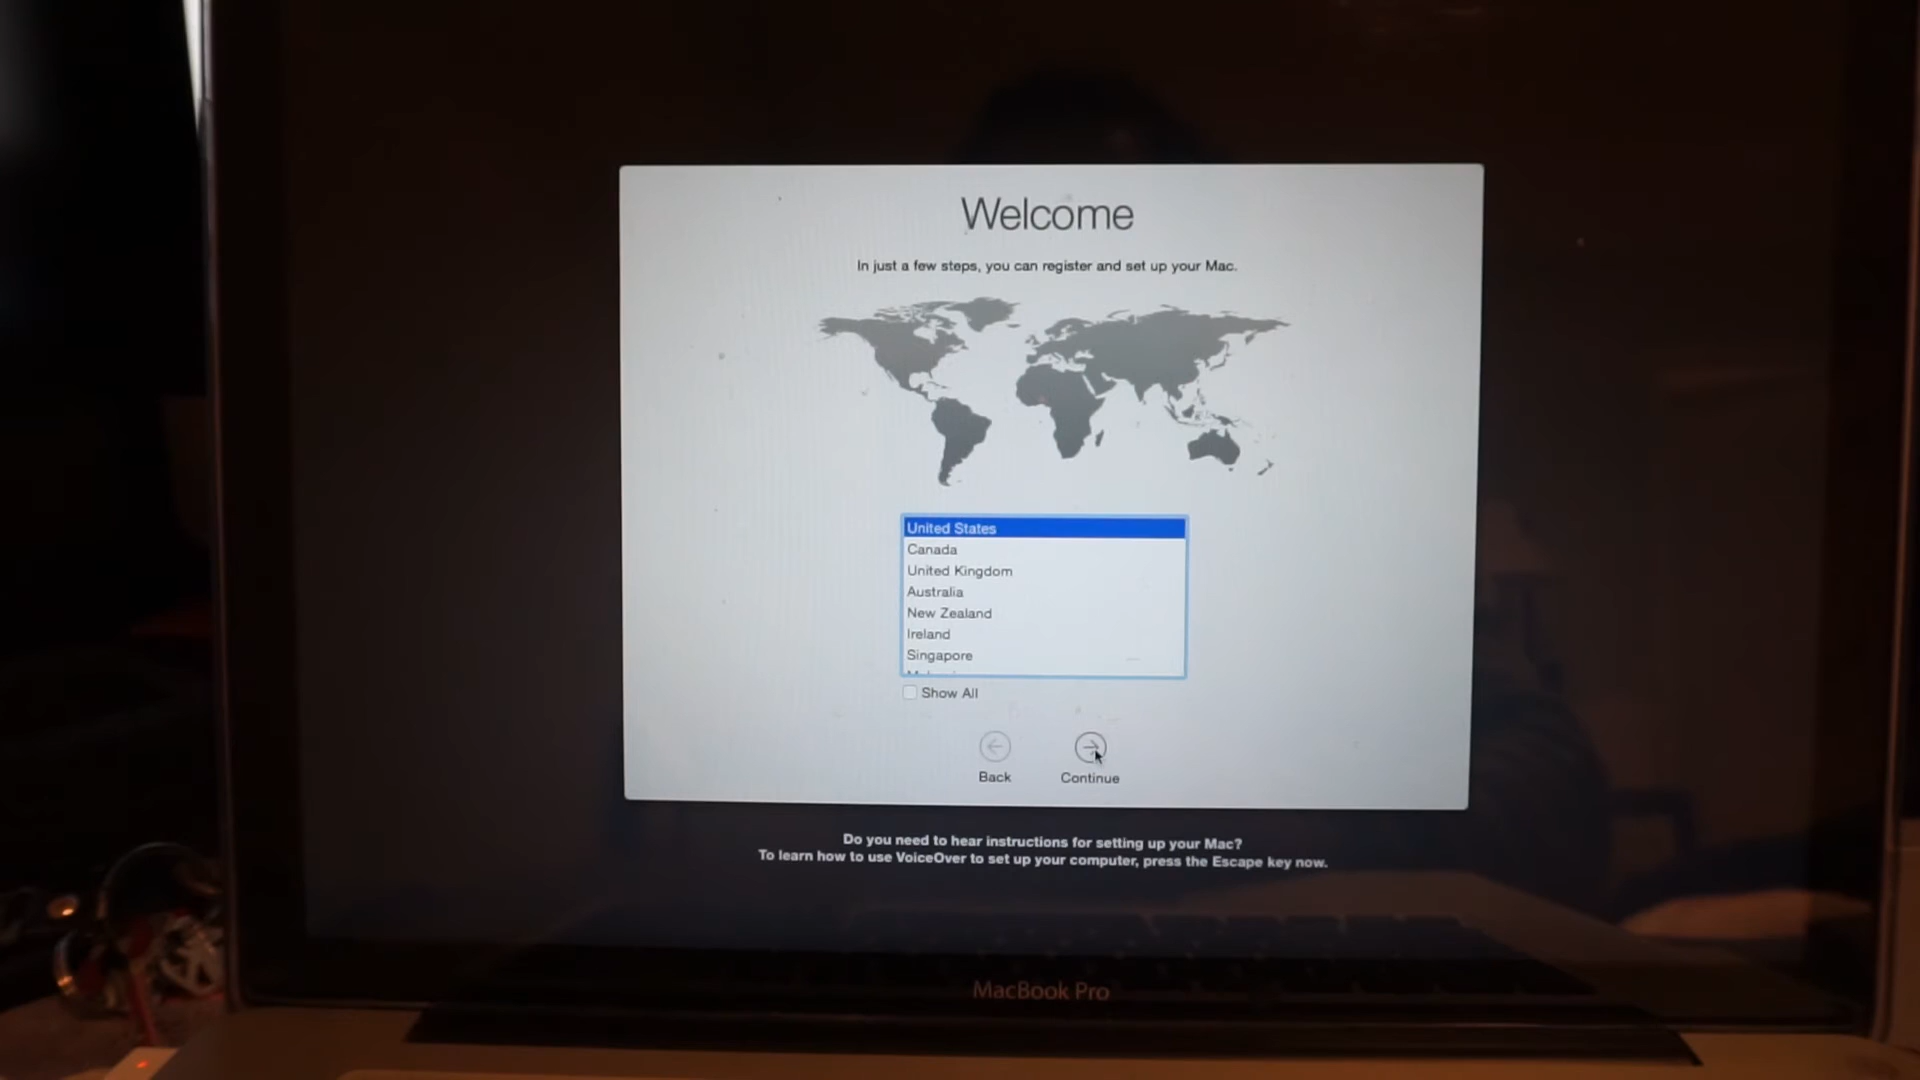 Welcome
In just a few steps, you can register and set up your Mac.
United States
Canada
United Kingdom
Australia
New Zealand
Ireland
Singapore
Show All
Back
Continue
Do you need to hear instructions for setting up your Mac?
To learn how to use VoiceOver to set up your computer, press the Escape key now.
MacBook Pro